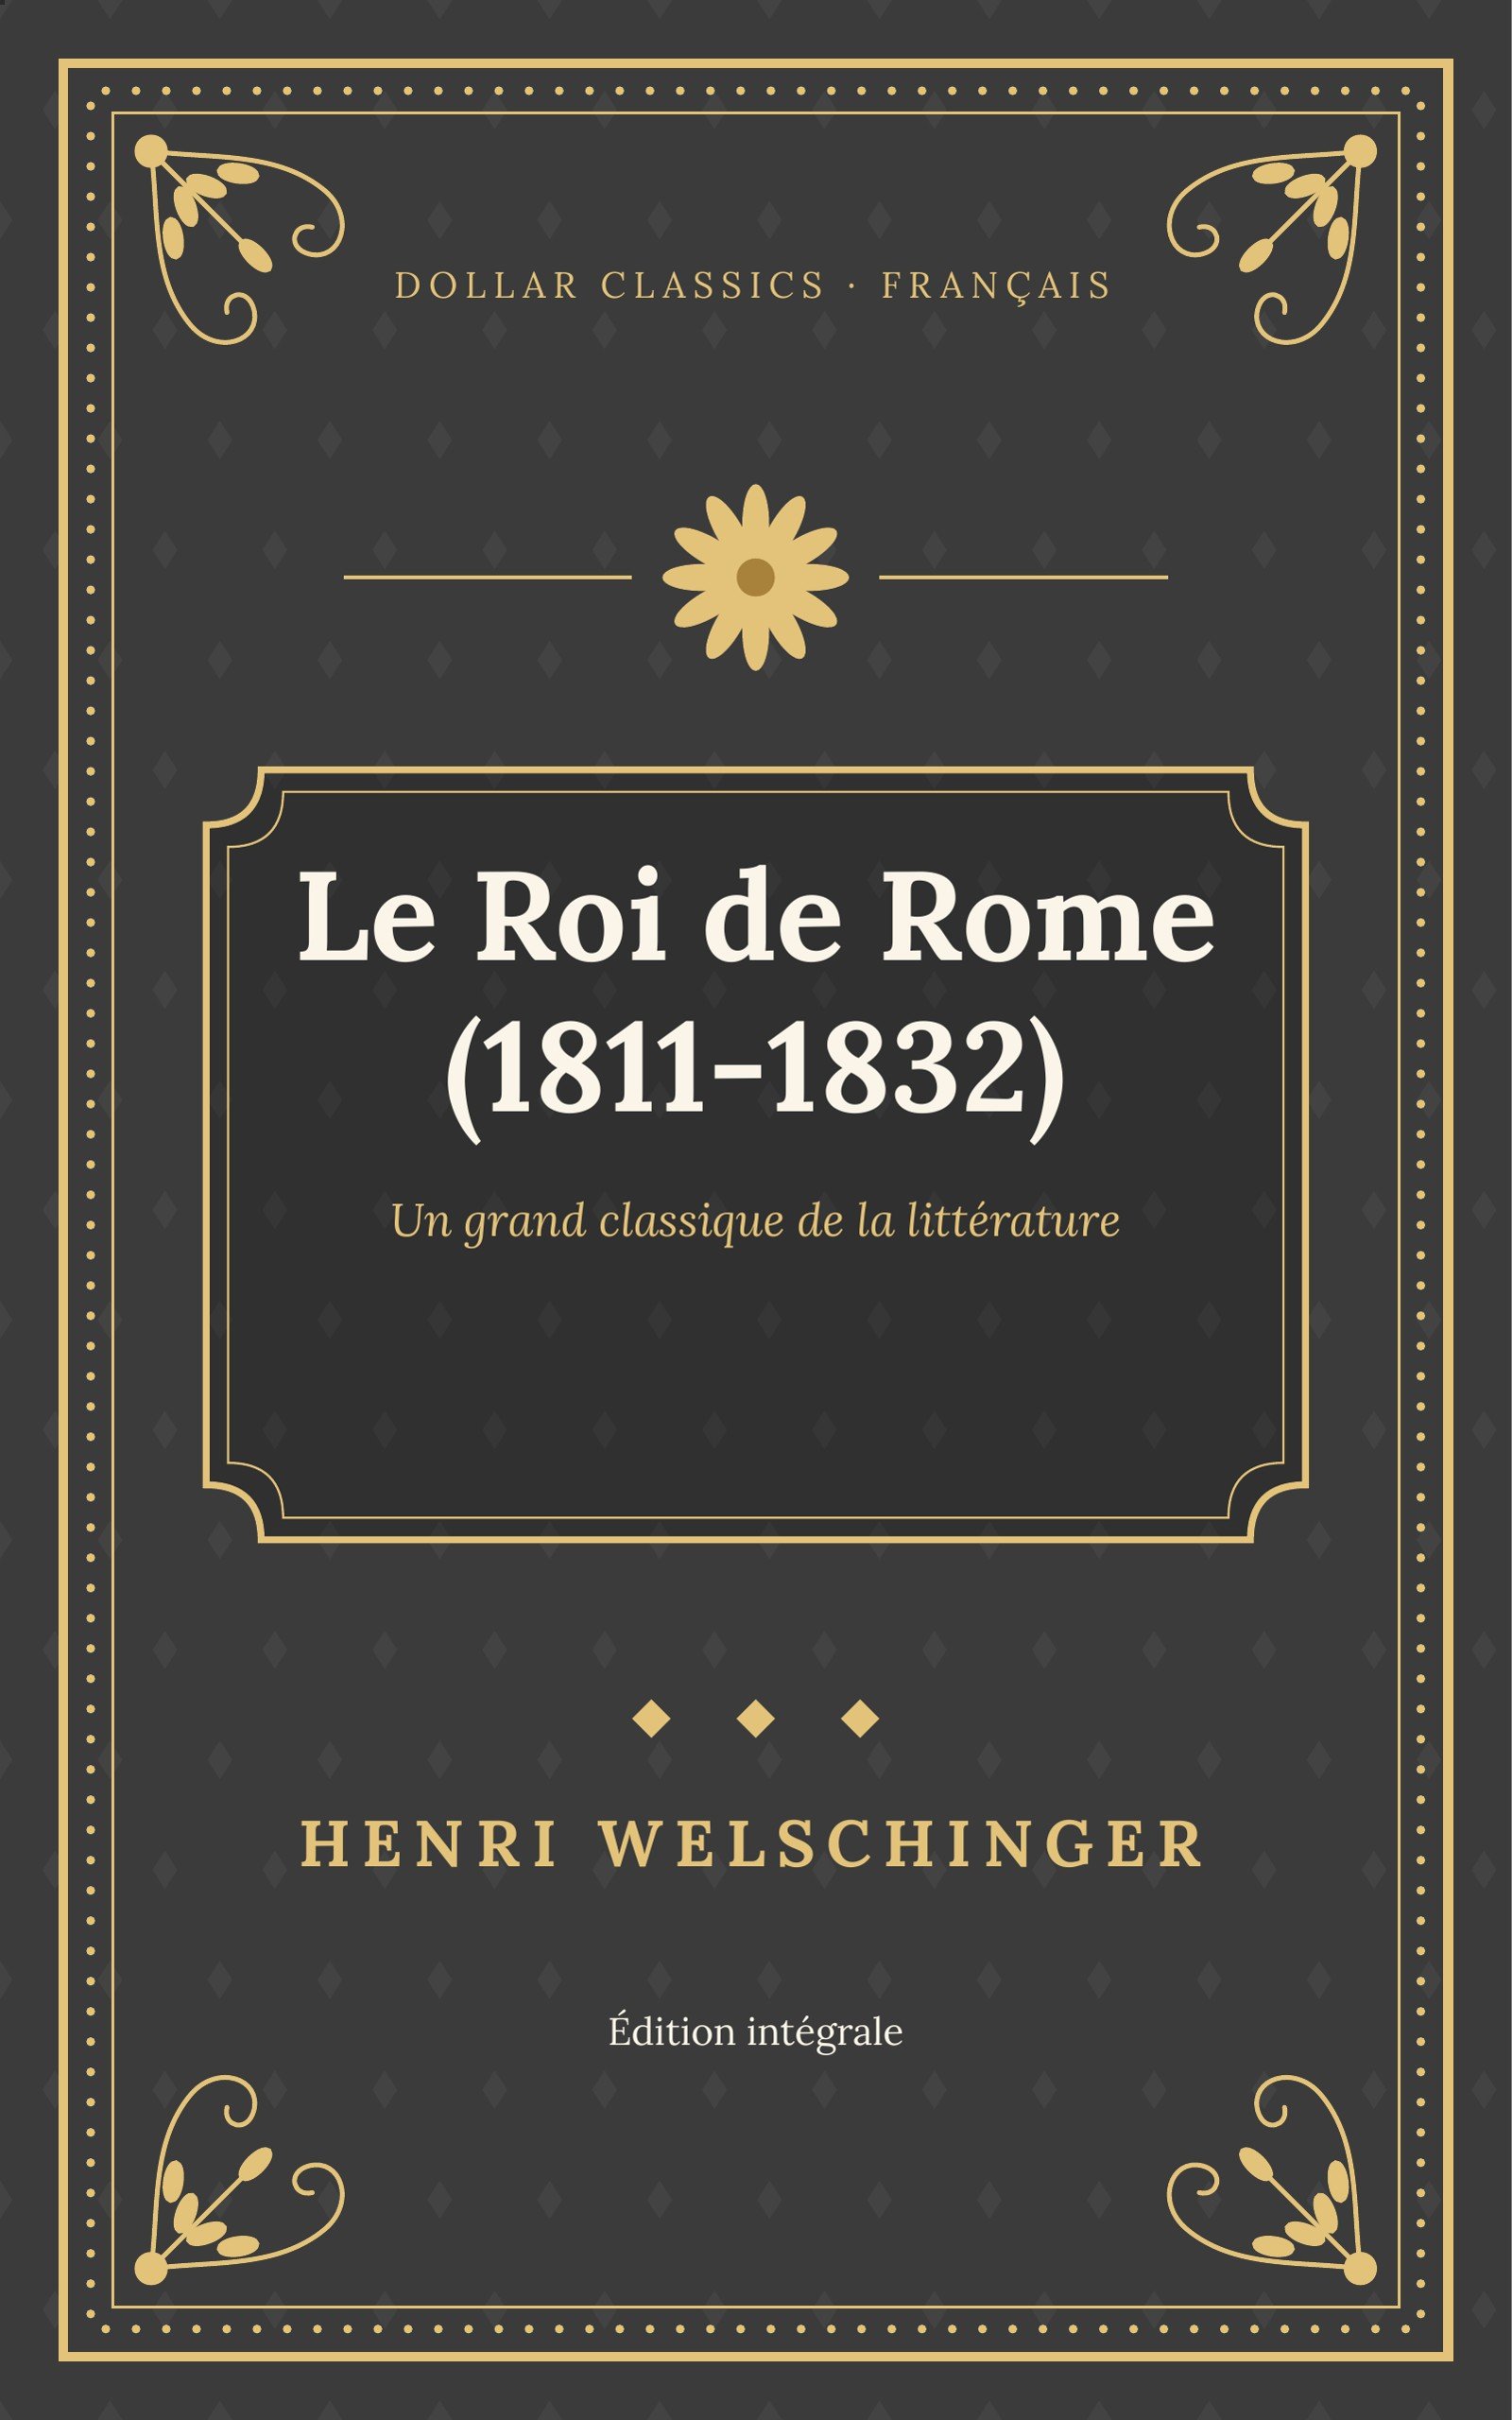 DOLLAR CLASSICS · FRANÇAIS
Le Roi de Rome
(1811-1832)
Un grand classique de la littérature
HENRI WELSCHINGER
Édition intégrale